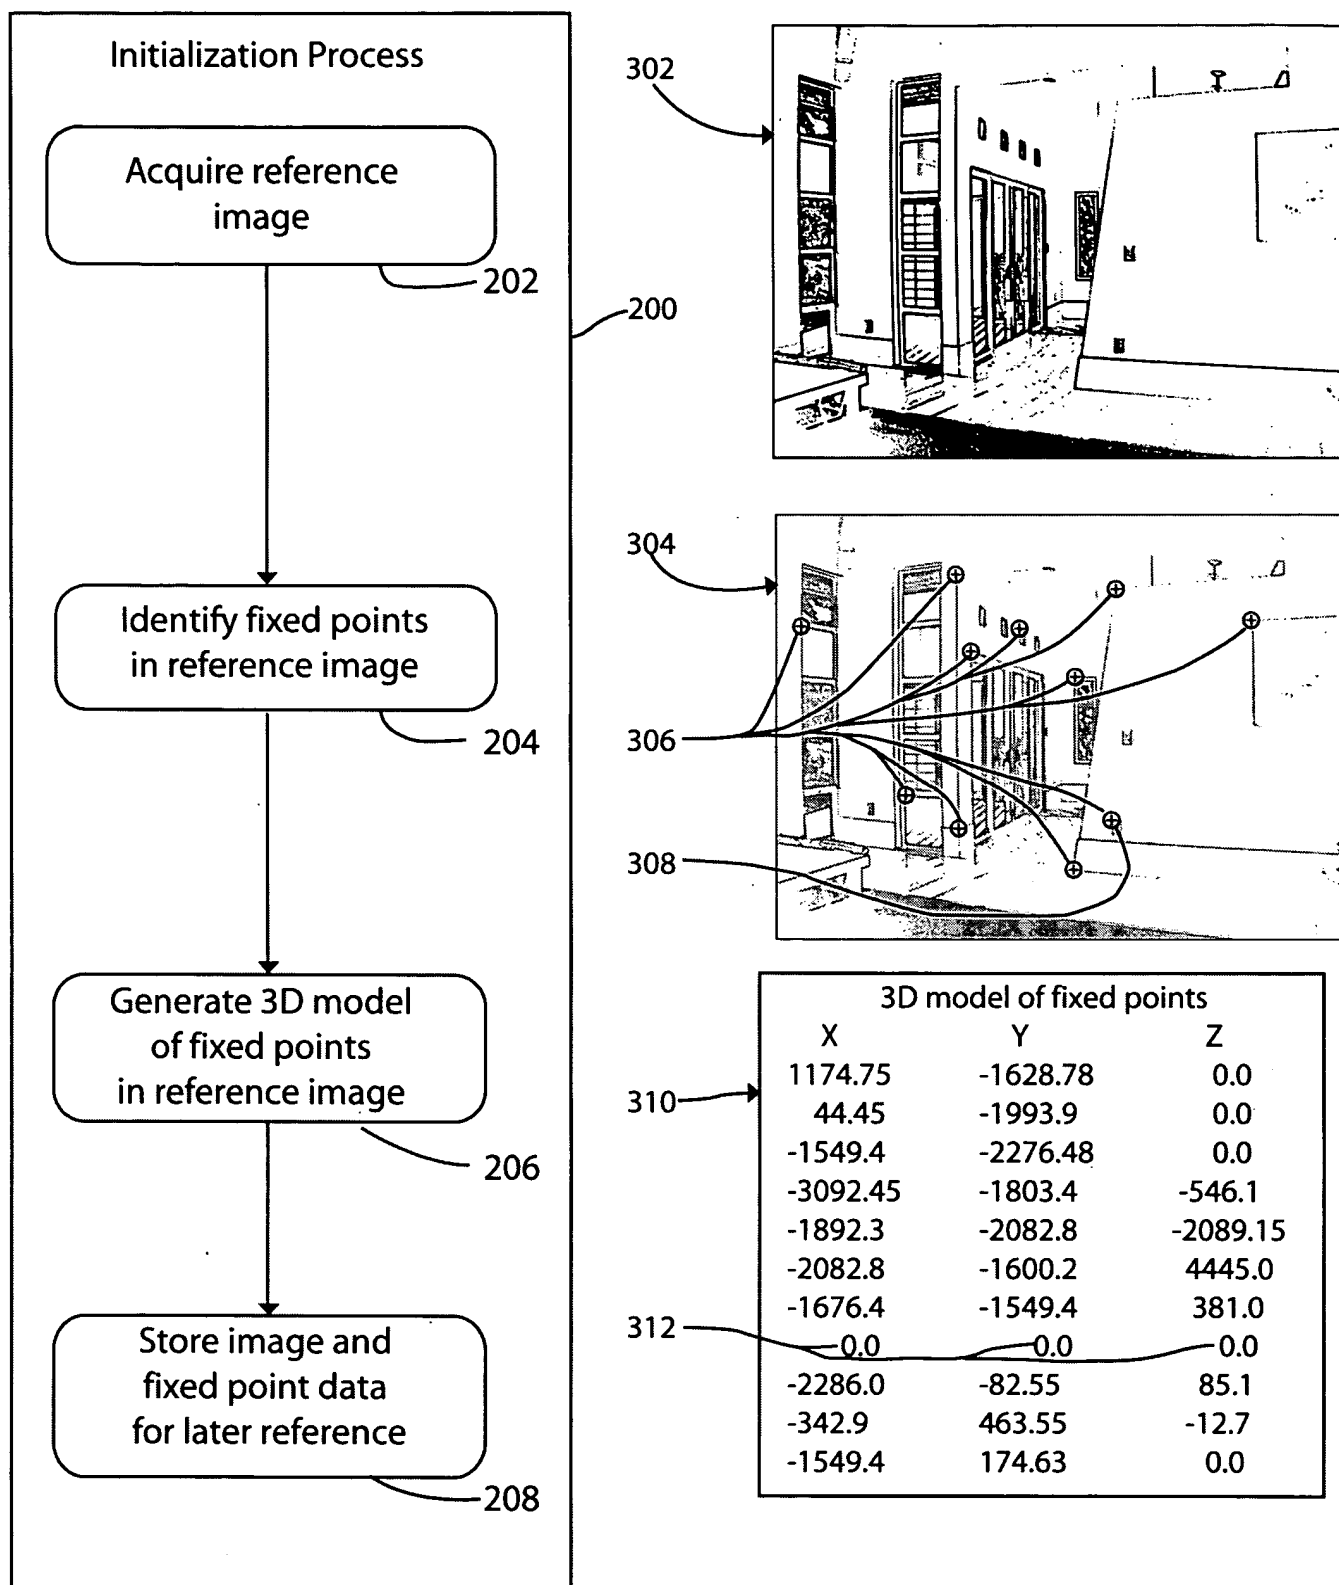 Initialization Process
Acquire reference
image
202
200
Identify fixed points
in reference image
204
Generate 3D model
of fixed points
in reference image
206
Store image and
fixed point data
for later reference
208
302
304
306
308
310
312
3D model of fixed points
X Y Z
1174.75 -1628.78 0.0
44.45 -1993.9 0.0
-1549.4 -2276.48 0.0
-3092.45 -1803.4 -546.1
-1892.3 -2082.8 -2089.15
-2082.8 -1600.2 4445.0
-1676.4 -1549.4 381.0
0.0 0.0 0.0
-2286.0 -82.55 85.1
-342.9 463.55 -12.7
-1549.4 174.63 0.0